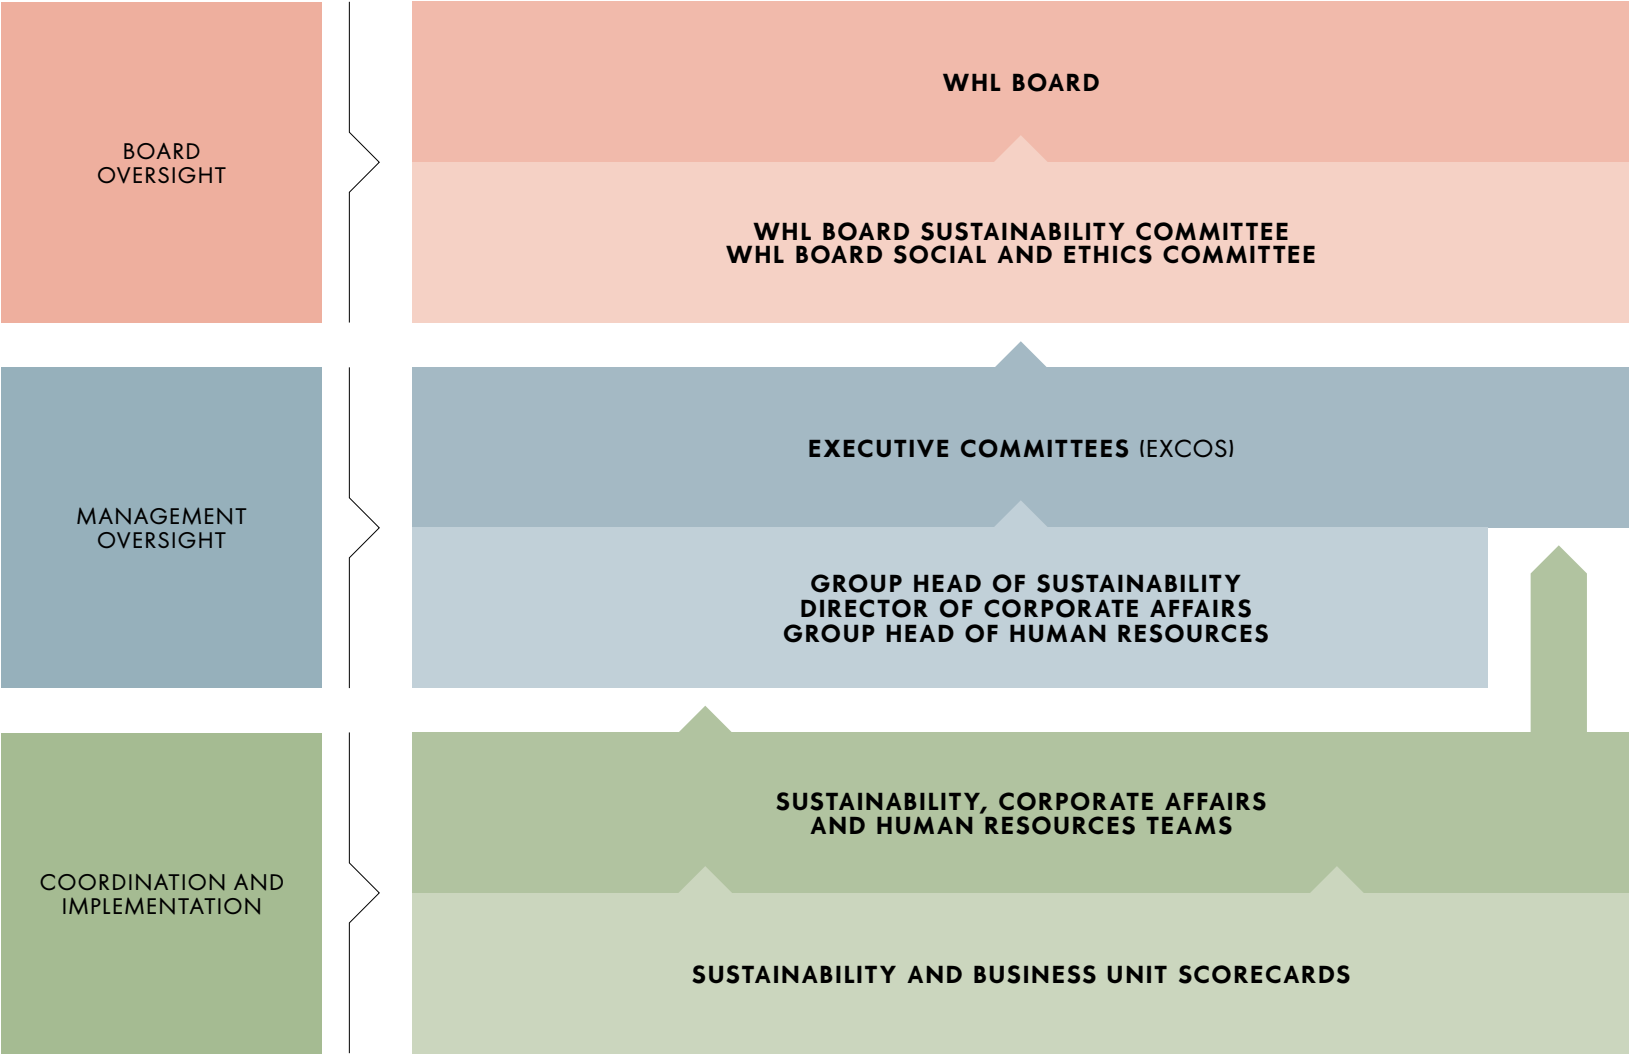 BOARD
OVERSIGHT
WHL BOARD
WHL BOARD SUSTAINABILITY COMMITTEE
WHL BOARD SOCIAL AND ETHICS COMMITTEE
MANAGEMENT
OVERSIGHT
EXECUTIVE COMMITTEES (EXCOS)
GROUP HEAD OF SUSTAINABILITY
DIRECTOR OF CORPORATE AFFAIRS
GROUP HEAD OF HUMAN RESOURCES
COORDINATION AND
IMPLEMENTATION
SUSTAINABILITY, CORPORATE AFFAIRS
AND HUMAN RESOURCES TEAMS
SUSTAINABILITY AND BUSINESS UNIT SCORECARDS